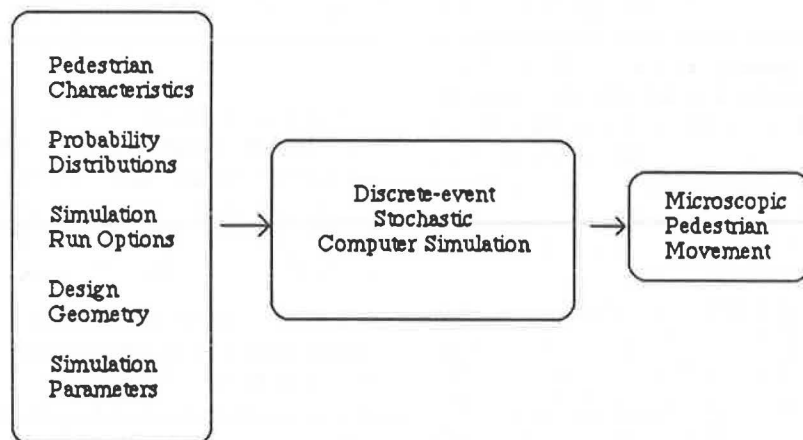 Pedestrian
Characteristics
Probability
Distributions
Simulation
Run Options
Design
Geometry
Simulation
Parameters
Discrete-event
Stochastic
Computer Simulation
Microscopic
Pedestrian
Movement